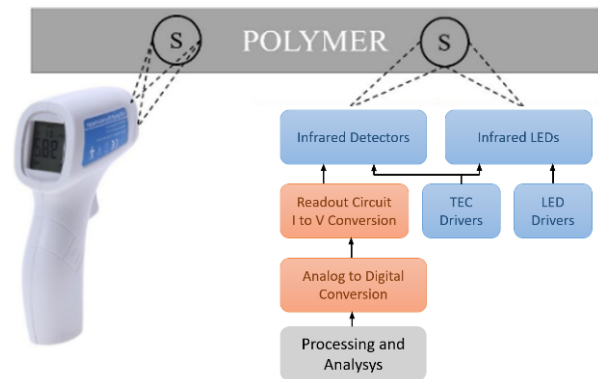 S
POLYMER
S
Infrared Detectors
Infrared LEDs
Readout Circuit
I to V Conversion
TEC
Drivers
LED
Drivers
Analog to Digital
Conversion
Processing and
Analysys